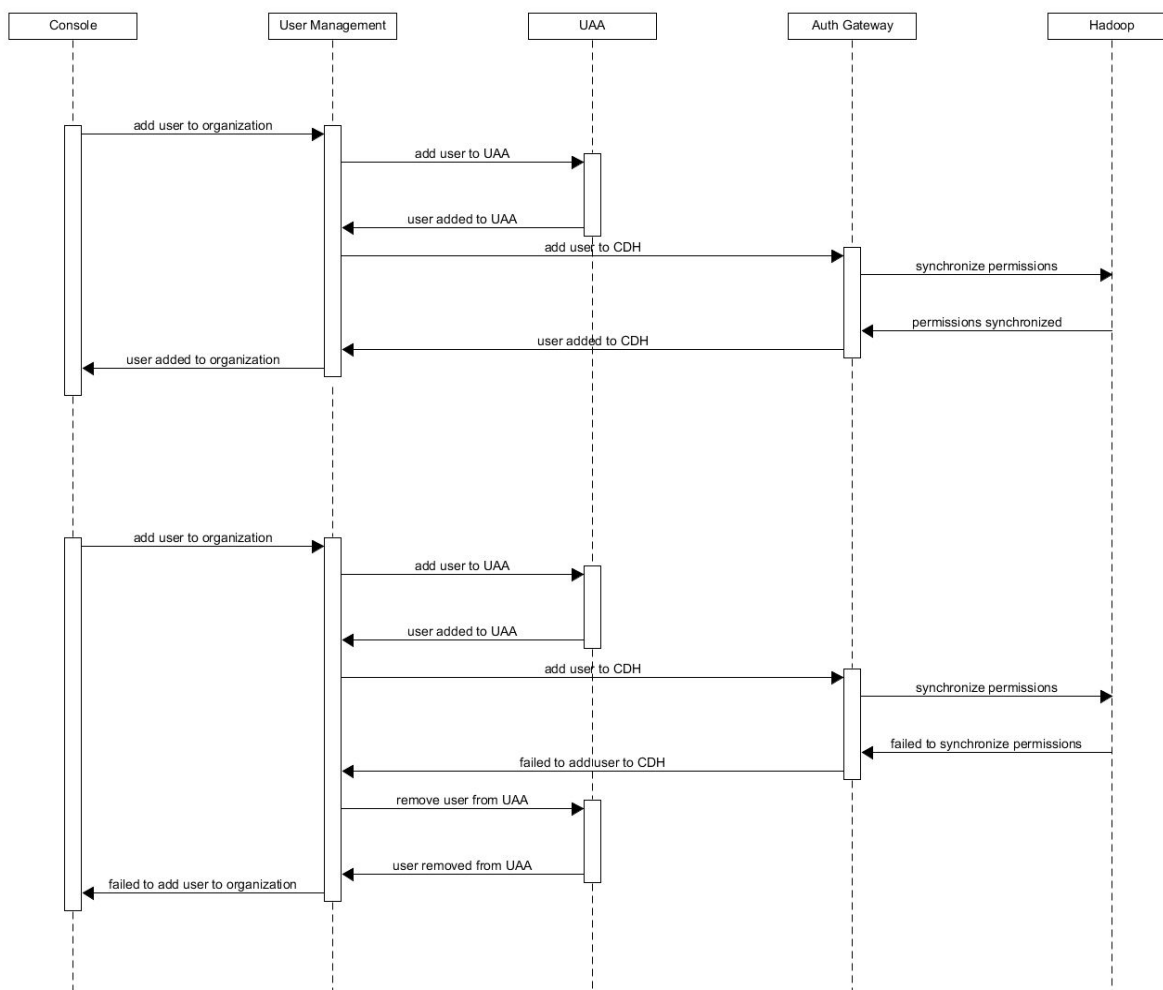 Console
User Management
UAA
Auth Gateway
Hadoop
add user to organization
add user to UAA
user added to UAA
add user to CDH
synchronize permissions
permissions synchronized
user added to CDH
user added to organization
add user to organization
add user to UAA
user added to UAA
add user to CDH
synchronize permissions
failed to synchronize permissions
failed to add user to CDH
remove user from UAA
user removed from UAA
failed to add user to organization